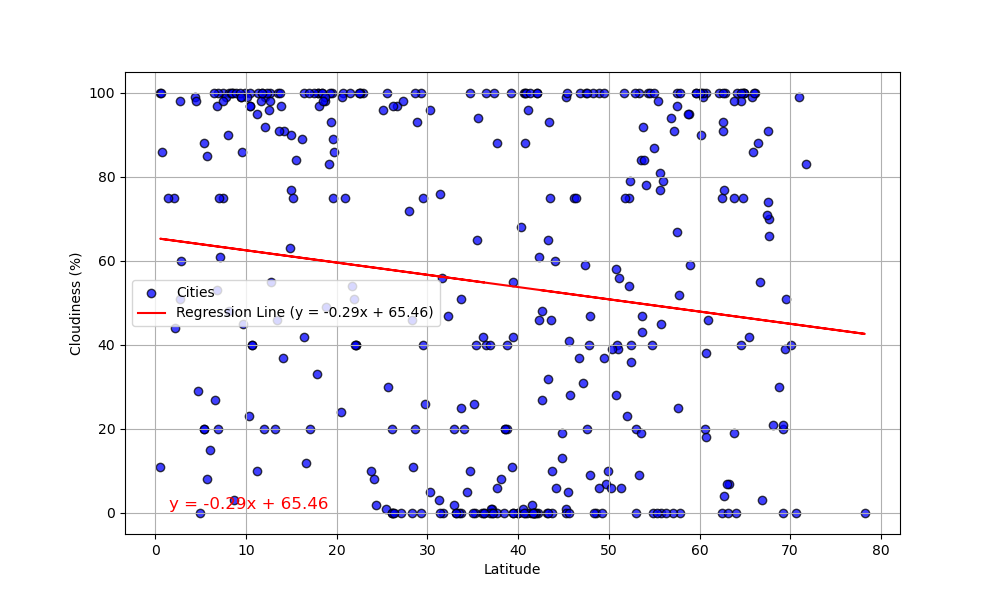 100
80
60
40
20
0
Cloudiness (%)
Cities
Regression Line (y = -0.29x + 65.46)
y = -0.29x + 65.46
0 10 20 30 40 50 60 70 80
Latitude